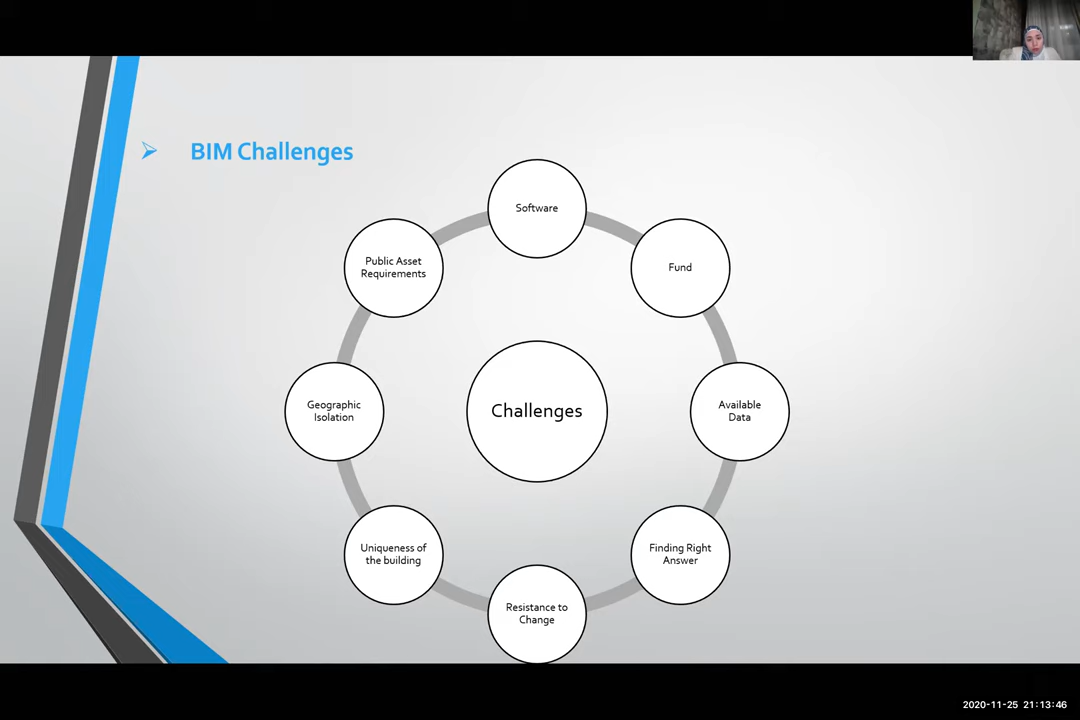 BIM Challenges
Software
Fund
Available
Data
Finding Right
Answer
Resistance to
Change
Uniqueness of
the building
Geographic
Isolation
Public Asset
Requirements
Challenges
2020-11-25 21:13:46